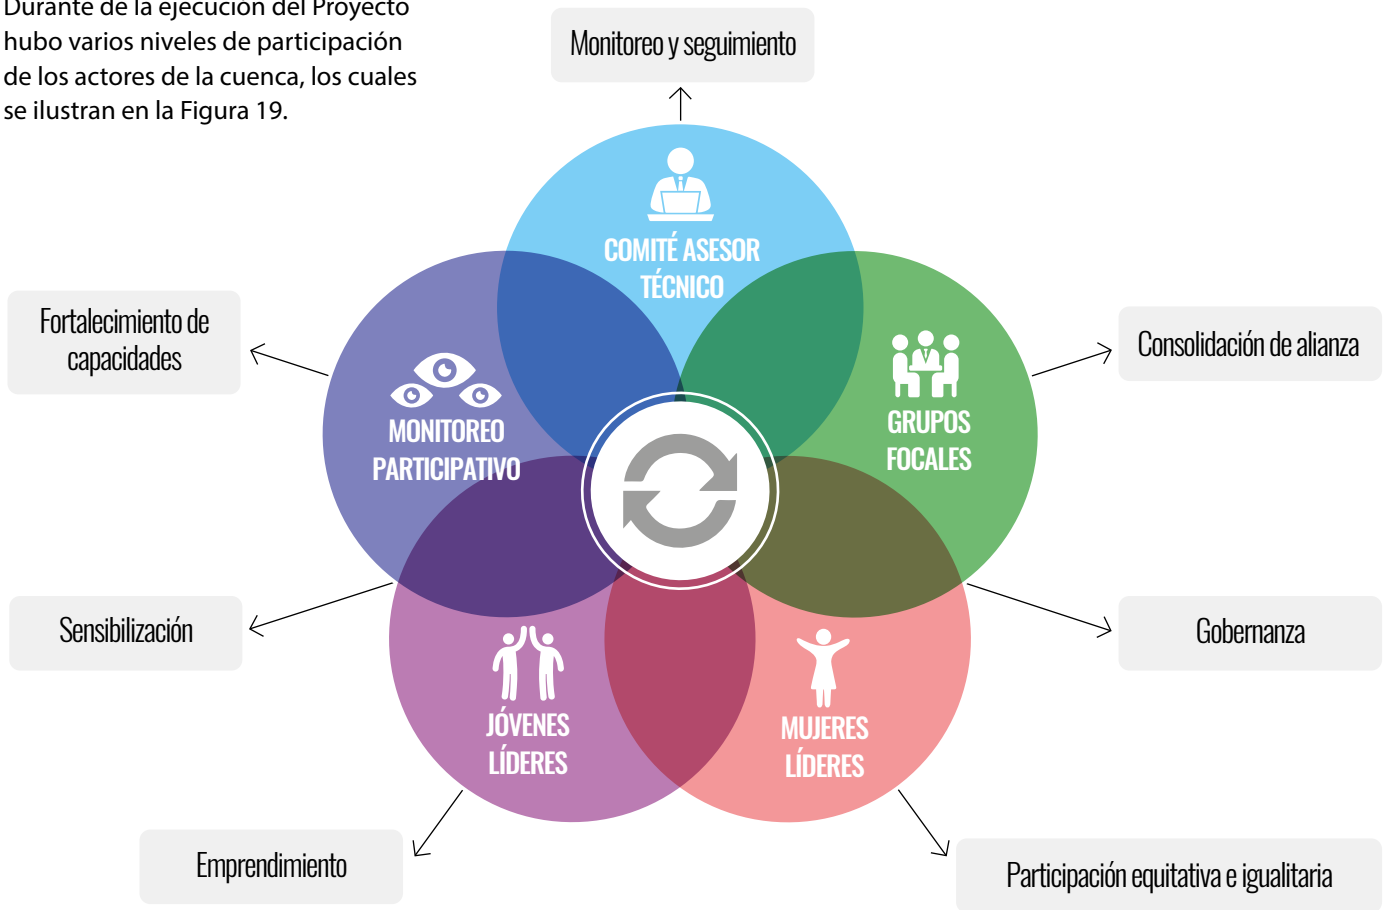 Durante de la ejecución del Proyecto
hubo varios niveles de participación
de los actores de la cuenca, los cuales
se ilustran en la Figura 19.
Monitoreo y seguimiento
COMITÉ ASESOR
TÉCNICO
Fortalecimiento de
capacidades
Consolidación de alianza
MONITOREO
PARTICIPATIVO
GRUPOS
FOCALES
Sensibilización
Gobernanza
JÓVENES
LÍDERES
MUJERES
LÍDERES
Emprendimiento
Participación equitativa e igualitaria